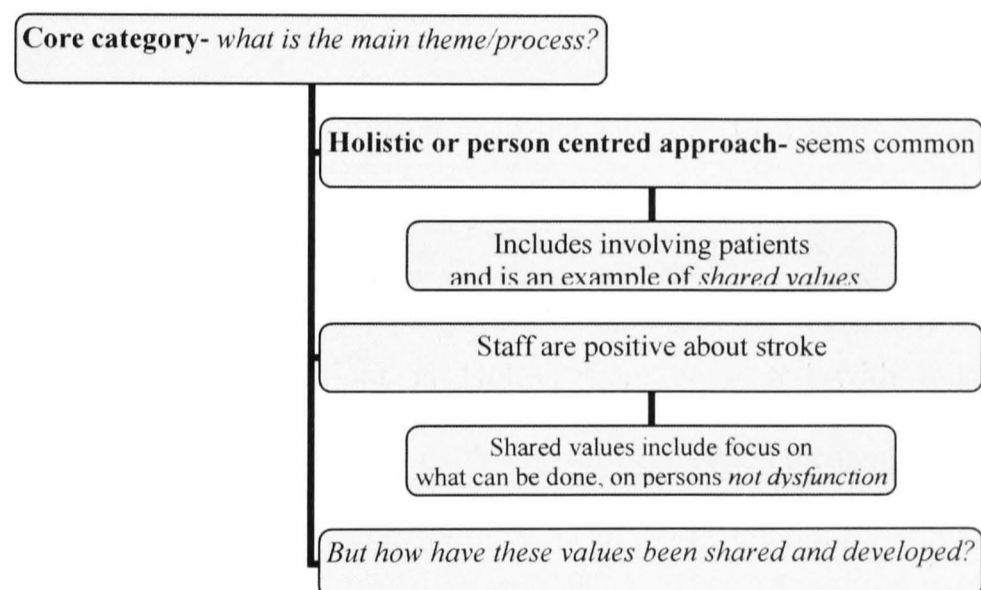 Core category- what is the main theme/process?
Holistic or person centred approach- seems common
Includes involving patients
and is an example of shared values
Staff are positive about stroke
Shared values include focus on
what can be done, on persons not dysfunction
But how have these values been shared and developed?